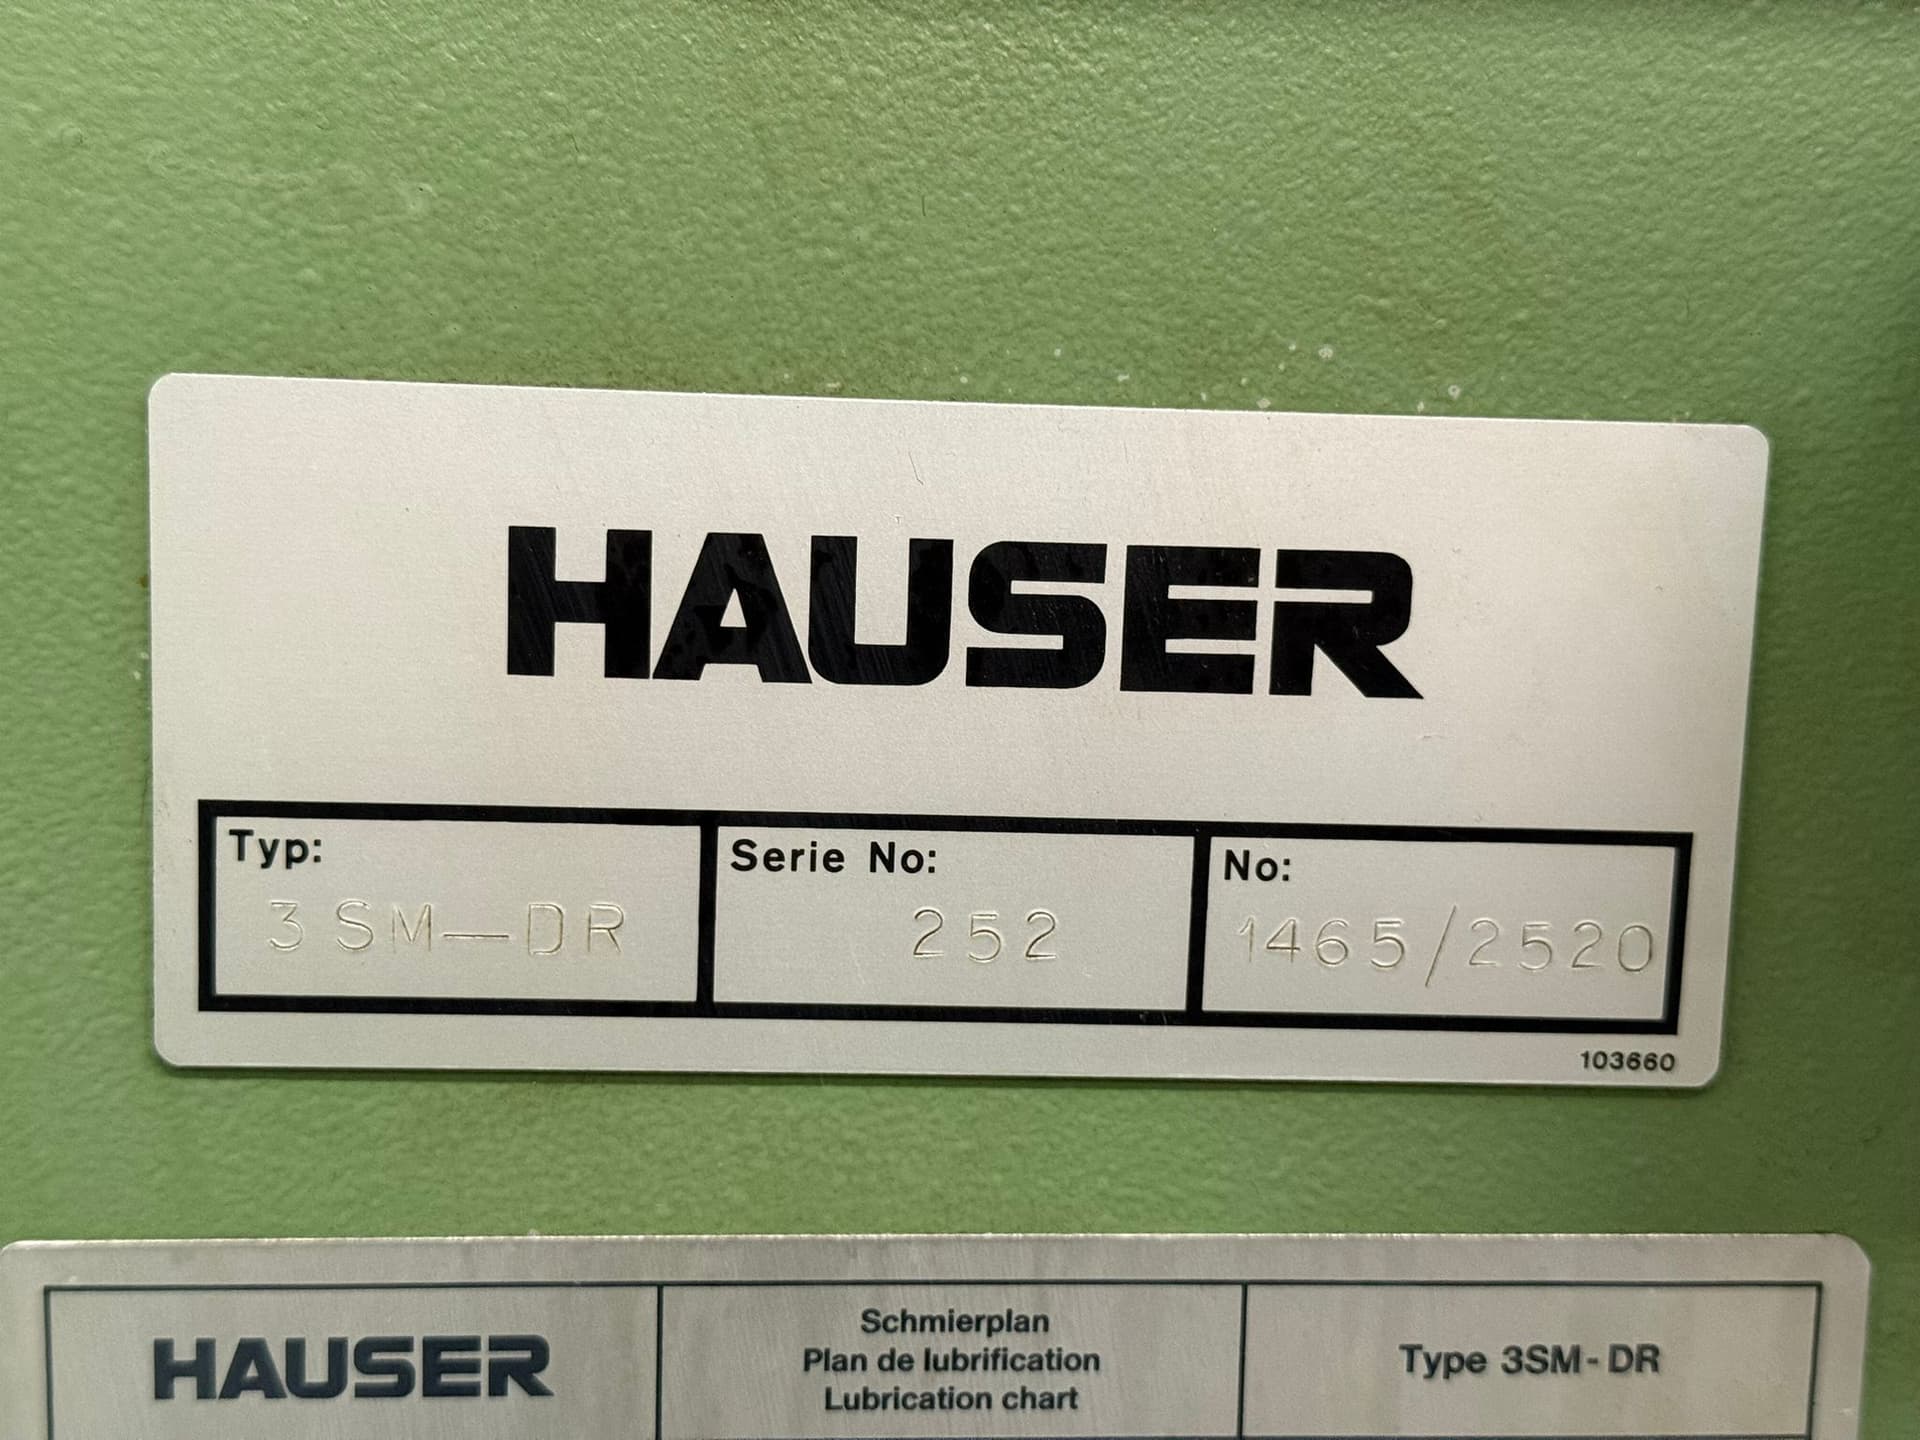 HAUSER
Typ: Serie No: No:
3SM—DR 252 1465/2520
103660
HAUSER
Schmierplan
Plan de lubrification
Lubrication chart
Type 3SM-DR